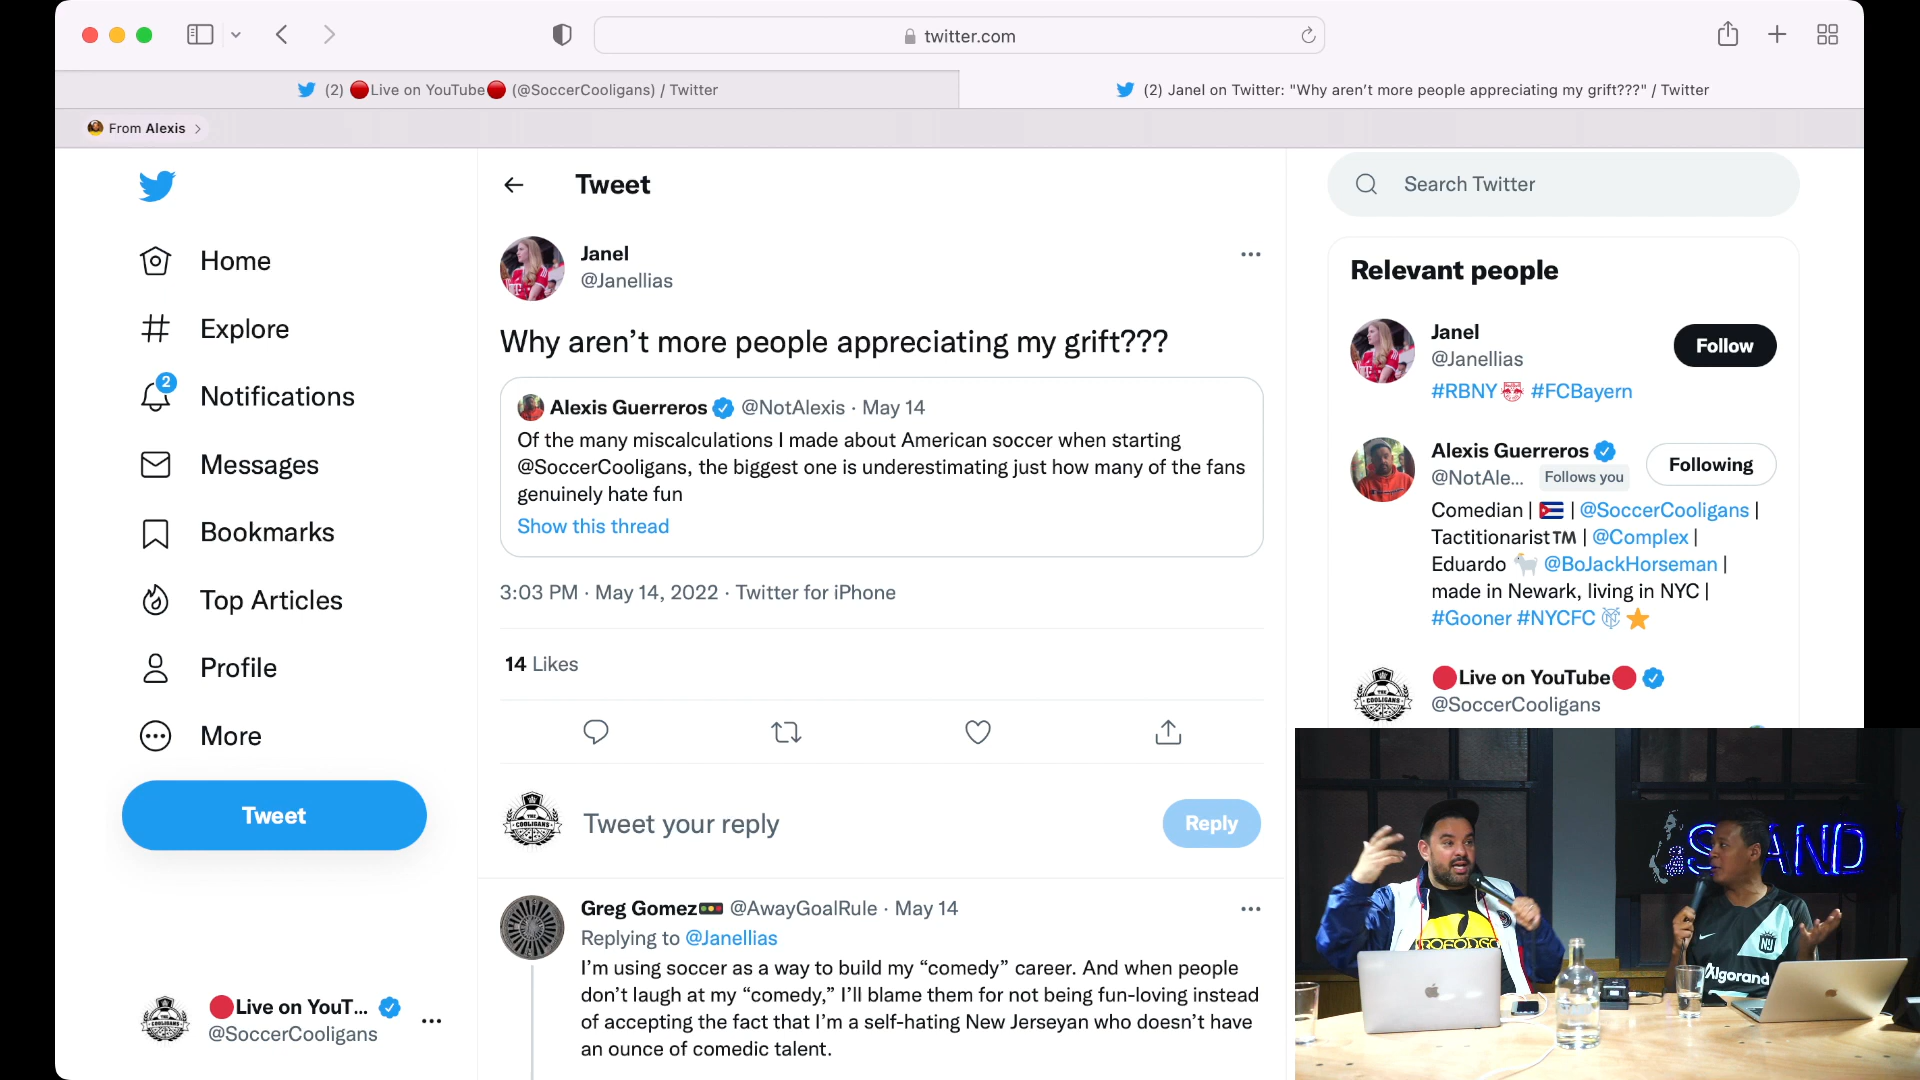 twitter.com
(2) 🔴Live on YouTube🔴 (@SoccerCooligans) / Twitter
(2) Janel on Twitter: "Why aren't more people appreciating my grift???" / Twitter
From Alexis
Tweet
Search Twitter
Home
Explore
2
Notifications
Messages
Bookmarks
Top Articles
Profile
More
Tweet
🔴Live on YouT...
@SoccerCooligans
Janel
@Janellias
Why aren’t more people appreciating my grift???
Alexis Guerreros @NotAlexis · May 14
Of the many miscalculations I made about American soccer when starting
@SoccerCooligans, the biggest one is underestimating just how many of the fans
genuinely hate fun
Show this thread
3:03 PM · May 14, 2022 · Twitter for iPhone
14 Likes
THE COOLIGANS
Tweet your reply
Reply
Greg Gomez🚥 @AwayGoalRule · May 14
Replying to @Janellias
I’m using soccer as a way to build my “comedy” career. And when people
don’t laugh at my “comedy,” I’ll blame them for not being fun-loving instead
of accepting the fact that I’m a self-hating New Jerseyan who doesn’t have
an ounce of comedic talent.
Relevant people
Janel
@Janellias
Follow
#RBNY #FCBayern
Alexis Guerreros
@NotAle... Follows you
Following
Comedian | 🇨🇺 | @SoccerCooligans |
Tactitionarist™ | @Complex |
Eduardo 🐐 @BoJackHorseman |
made in Newark, living in NYC |
#Gooner #NYCFC ⭐
🔴Live on YouTube🔴
@SoccerCooligans
Algorand